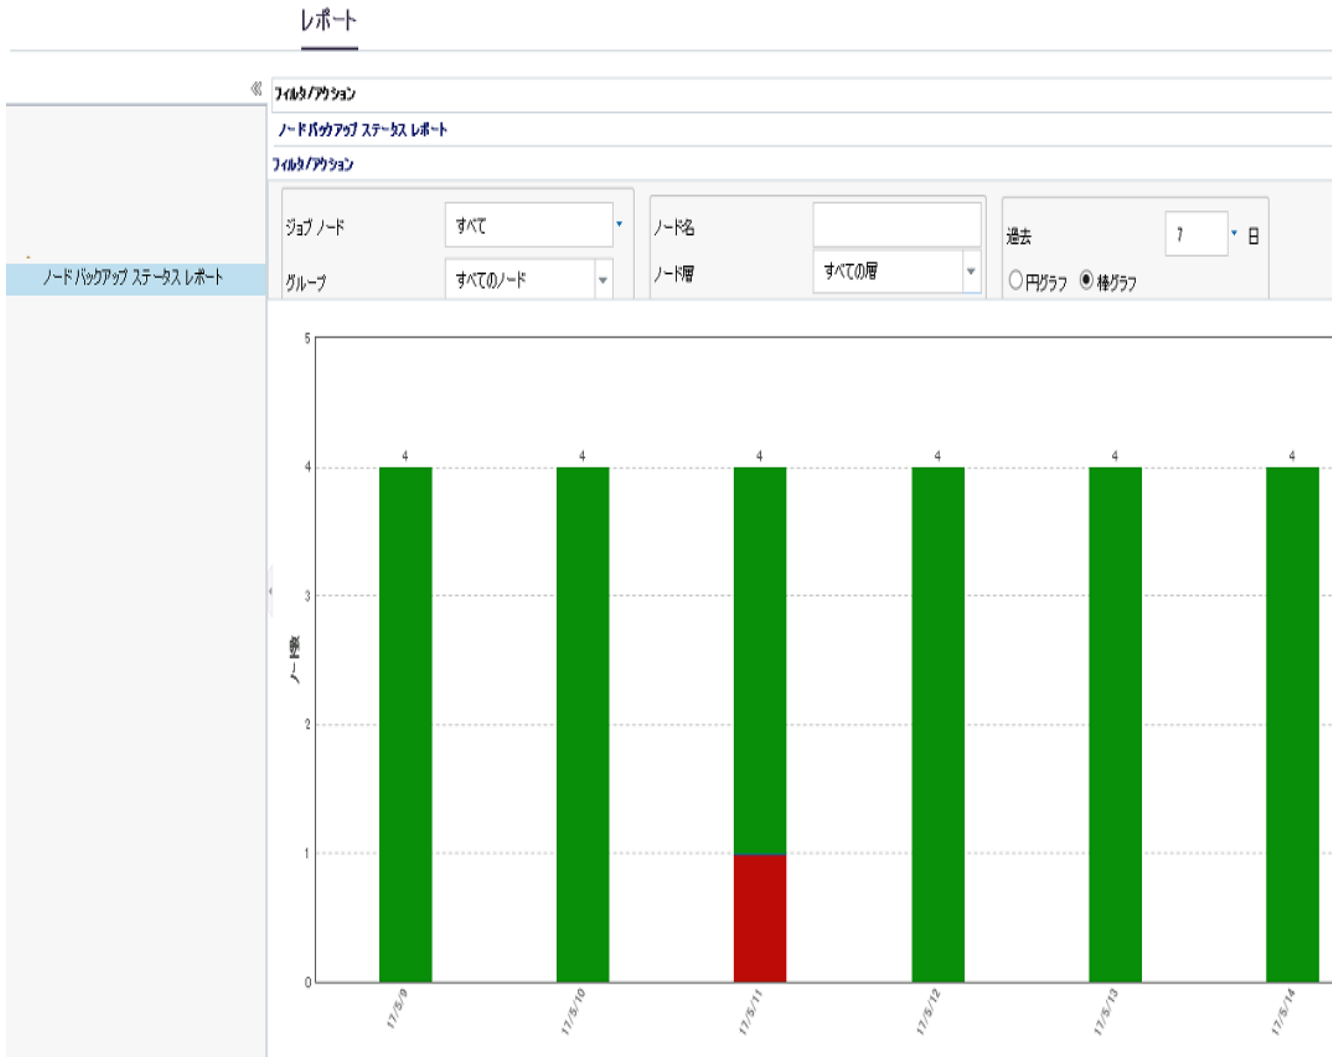 レポート
«
フィルタ/アクション
ノード バックアップ ステータス レポート
フィルタ/アクション
ジョブ ノード
すべて
ノード名
過去
7
日
グループ
すべてのノード
ノード層
すべての層
円グラフ
棒グラフ
ノード バックアップ ステータス レポート
5
4
4
4
4
4
4
4
3
ノード数
2
1
0
17/5/9
17/5/10
17/5/11
17/5/12
17/5/13
17/5/14